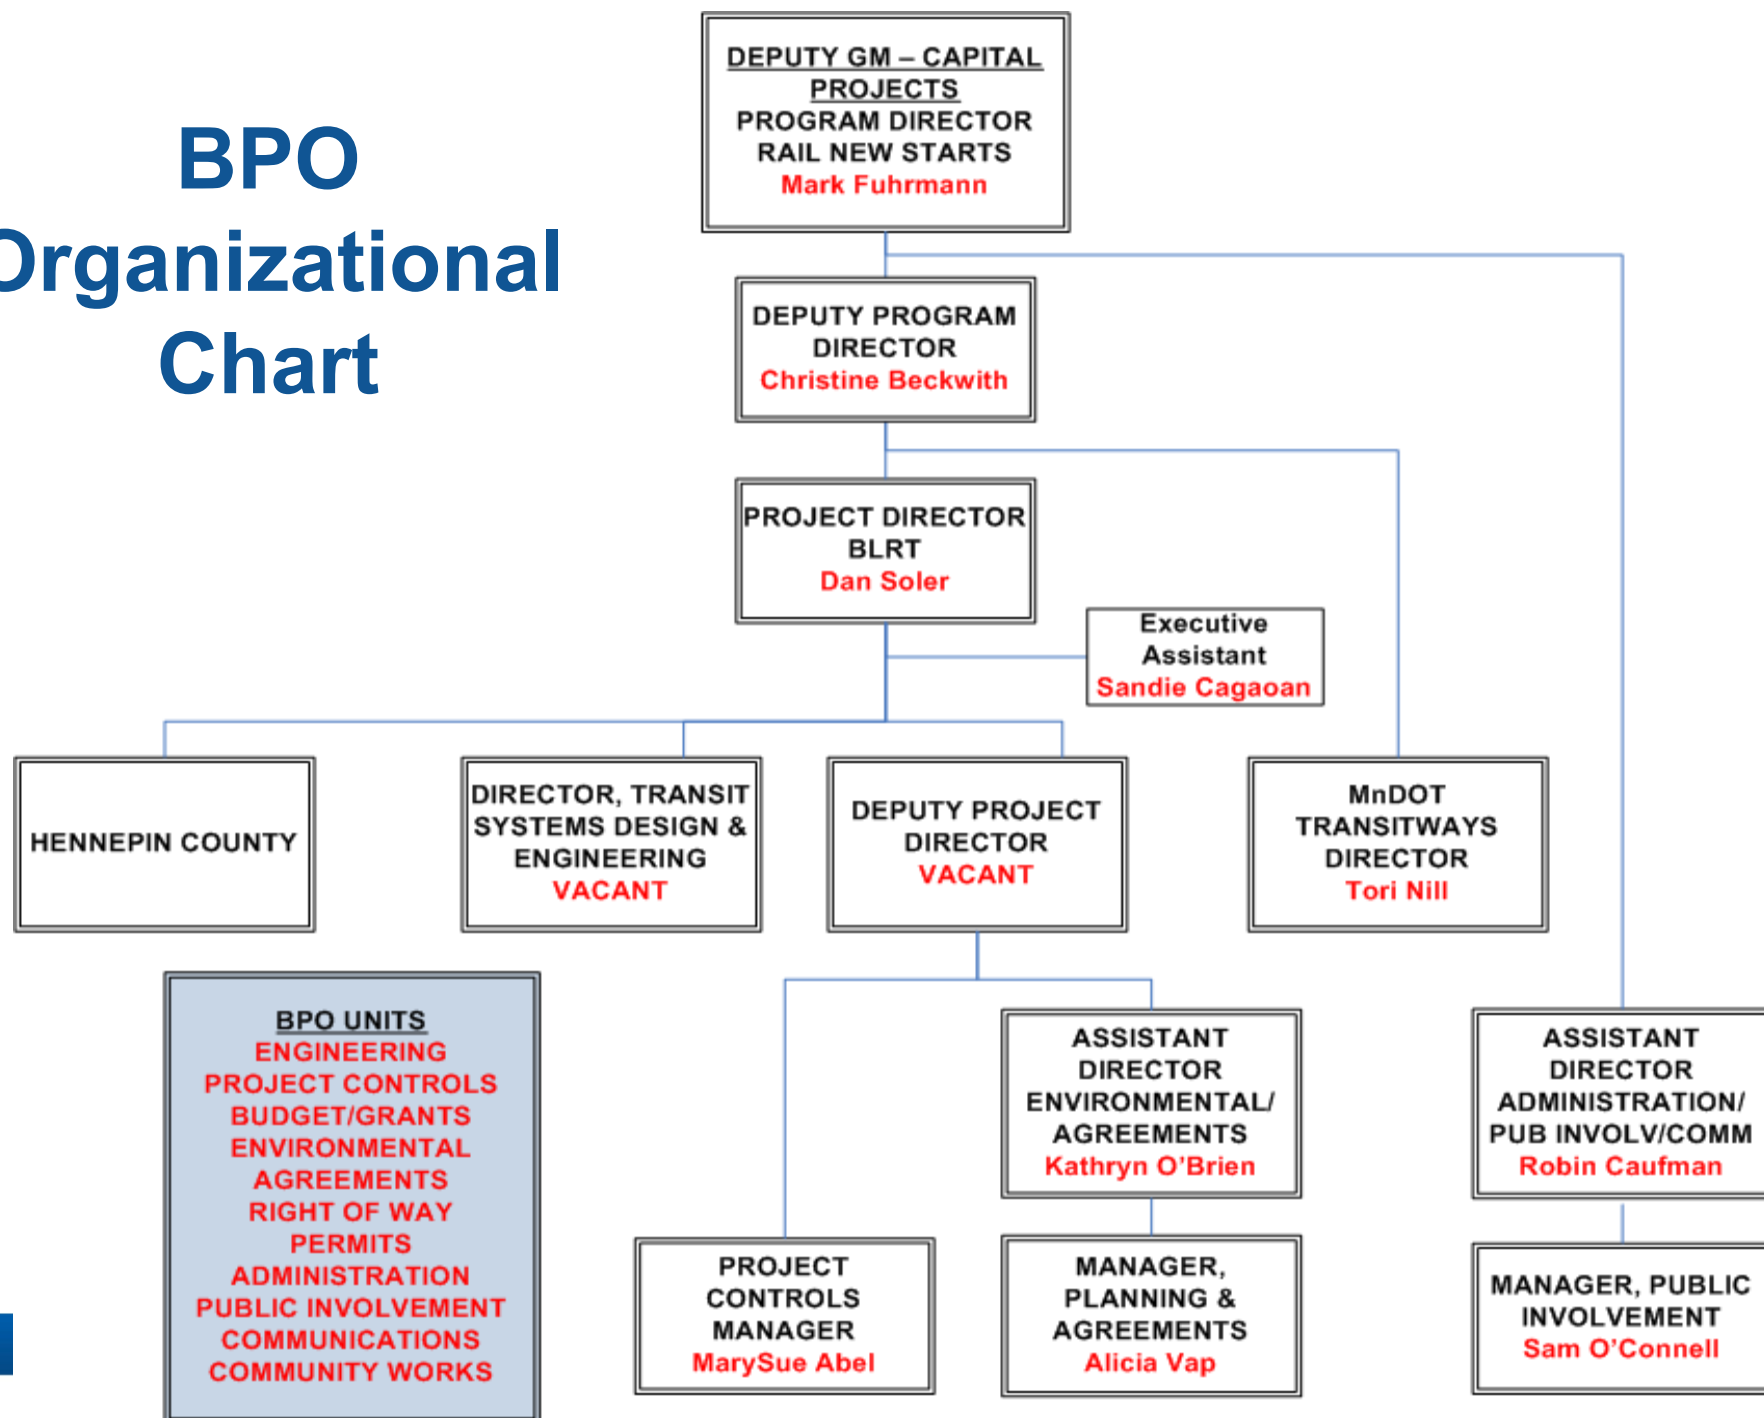 BPO
Organizational
Chart
DEPUTY GM – CAPITAL
PROJECTS
PROGRAM DIRECTOR
RAIL NEW STARTS
Mark Fuhrmann
DEPUTY PROGRAM
DIRECTOR
Christine Beckwith
PROJECT DIRECTOR
BLRT
Dan Soler
Executive
Assistant
Sandie Cagaoan
HENNEPIN COUNTY
DIRECTOR, TRANSIT
SYSTEMS DESIGN &
ENGINEERING
VACANT
DEPUTY PROJECT
DIRECTOR
VACANT
MnDOT
TRANSITWAYS
DIRECTOR
Tori Nill
BPO UNITS
ENGINEERING
PROJECT CONTROLS
BUDGET/GRANTS
ENVIRONMENTAL
AGREEMENTS
RIGHT OF WAY
PERMITS
ADMINISTRATION
PUBLIC INVOLVEMENT
COMMUNICATIONS
COMMUNITY WORKS
PROJECT
CONTROLS
MANAGER
MarySue Abel
ASSISTANT
DIRECTOR
ENVIRONMENTAL/
AGREEMENTS
Kathryn O’Brien
MANAGER,
PLANNING &
AGREEMENTS
Alicia Vap
ASSISTANT
DIRECTOR
ADMINISTRATION/
PUB INVOLV/COMM
Robin Caufman
MANAGER, PUBLIC
INVOLVEMENT
Sam O’Connell